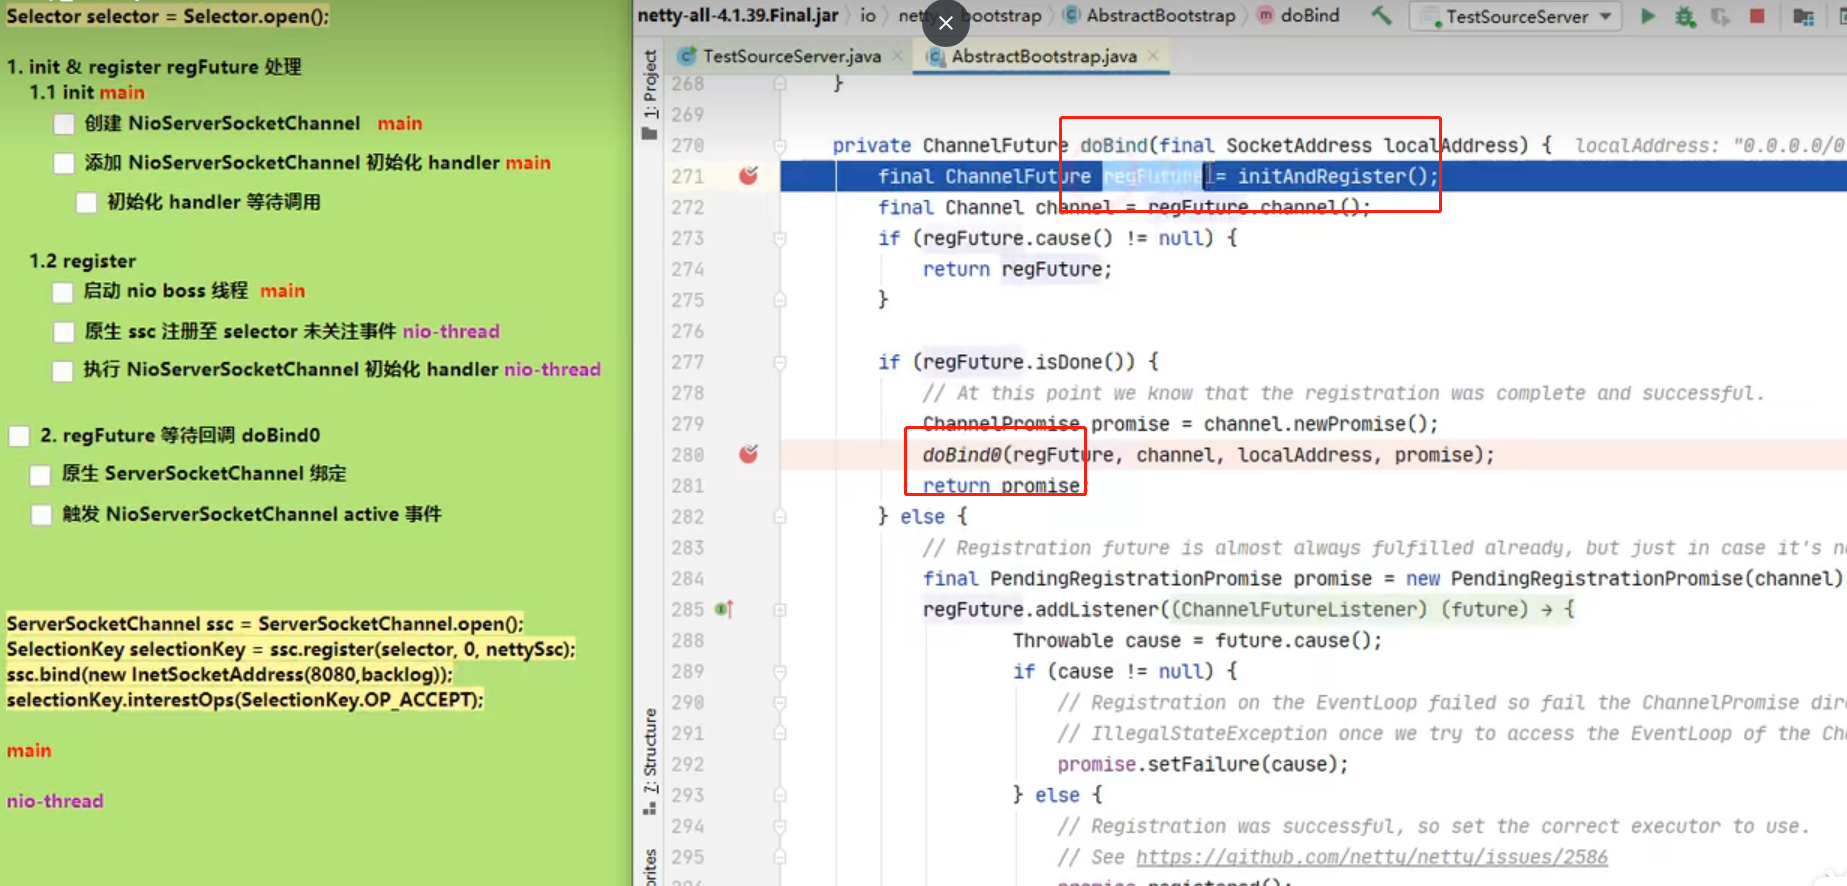 Selector selector = Selector.open();
1. init & register regFuture 处理
1.1 init main
创建 NioServerSocketChannel main
添加 NioServerSocketChannel 初始化 handler main
初始化 handler 等待调用
1.2 register
启动 nio boss 线程 main
原生 ssc 注册至 selector 未关注事件 nio-thread
执行 NioServerSocketChannel 初始化 handler nio-thread
2. regFuture 等待回调 doBind0
原生 ServerSocketChannel 绑定
触发 NioServerSocketChannel active 事件
ServerSocketChannel ssc = ServerSocketChannel.open();
SelectionKey selectionKey = ssc.register(selector, 0, nettySsc);
ssc.bind(new InetSocketAddress(8080,backlog));
selectionKey.interestOps(SelectionKey.OP_ACCEPT);
main
nio-thread
netty-all-4.1.39.Final.jar io bootstrap AbstractBootstrap doBind TestSourceServer
TestSourceServer.java AbstractBootstrap.java
1: Project
7: Structure
268 }
269
270 private ChannelFuture doBind(final SocketAddress localAddress) { localAddress: "0.0.0.0/0
271 final ChannelFuture regFuture = initAndRegister();
272 final Channel channel = regFuture.channel();
273 if (regFuture.cause() != null) {
274 return regFuture;
275 }
276
277 if (regFuture.isDone()) {
278 // At this point we know that the registration was complete and successful.
279 ChannelPromise promise = channel.newPromise();
280 doBind0(regFuture, channel, localAddress, promise);
281 return promise
282 } else {
283 // Registration future is almost always fulfilled already, but just in case it's
284 final PendingRegistrationPromise promise = new PendingRegistrationPromise(channel)
285 regFuture.addListener((ChannelFutureListener) (future) → {
288 Throwable cause = future.cause();
289 if (cause != null) {
290 // Registration on the EventLoop failed so fail the ChannelPromise
291 // IllegalStateException once we try to access the EventLoop of the
292 promise.setFailure(cause);
293 } else {
294 // Registration was successful, so set the correct executor to use.
295 // See https://github.com/netty/netty/issues/2586